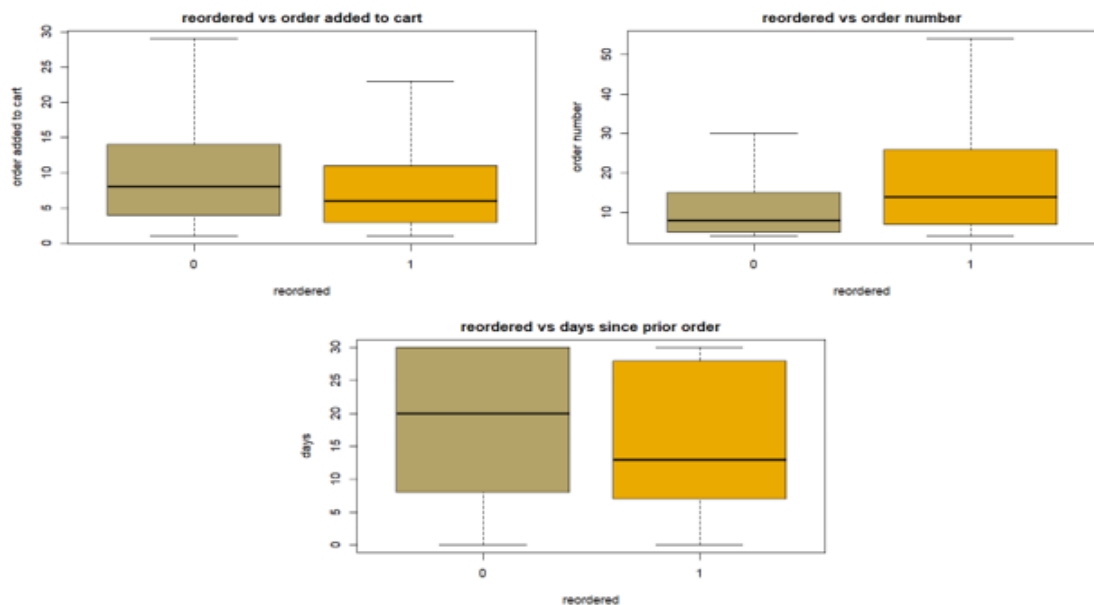 reordered vs order added to cart
order added to cart
30
25
20
15
10
5
0
0 1
reordered
reordered vs order number
order number
50
40
30
20
10
0 1
reordered
reordered vs days since prior order
days
30
25
20
15
10
5
0
0 1
reordered